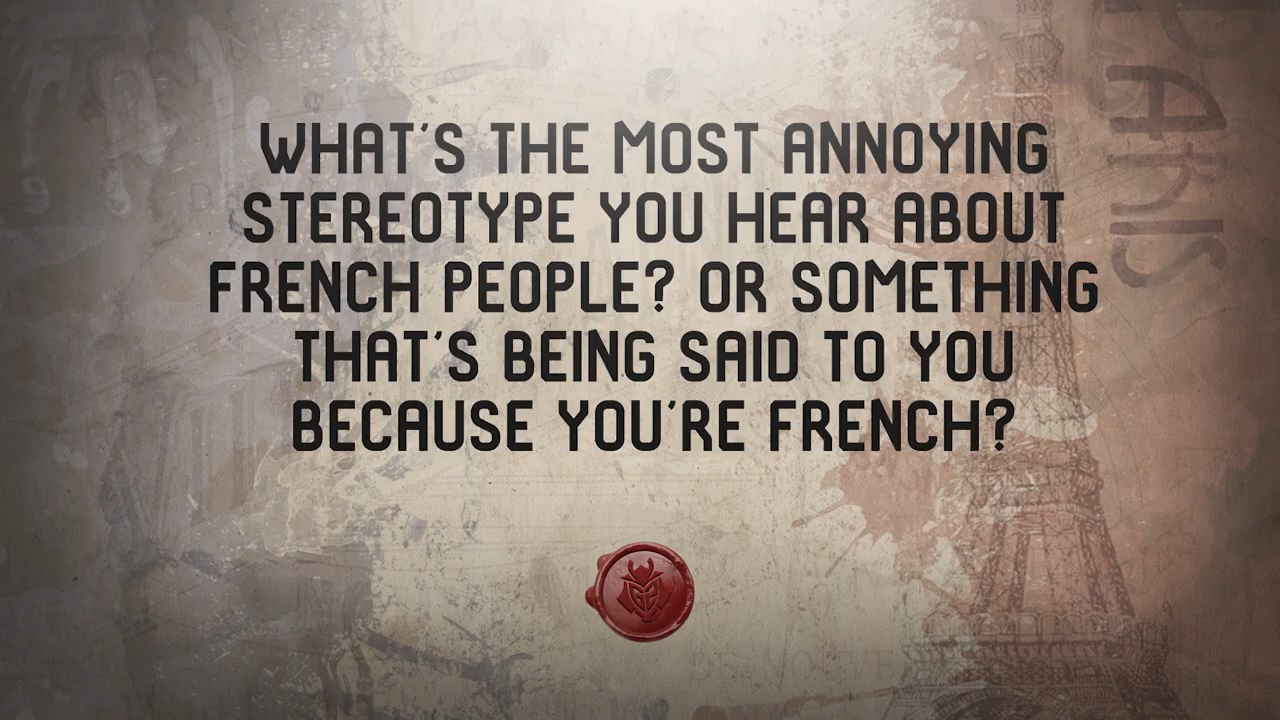 WHAT'S THE MOST ANNOYING
STEREOTYPE YOU HEAR ABOUT
FRENCH PEOPLE? OR SOMETHING
THAT'S BEING SAID TO YOU
BECAUSE YOU'RE FRENCH?
PARIS